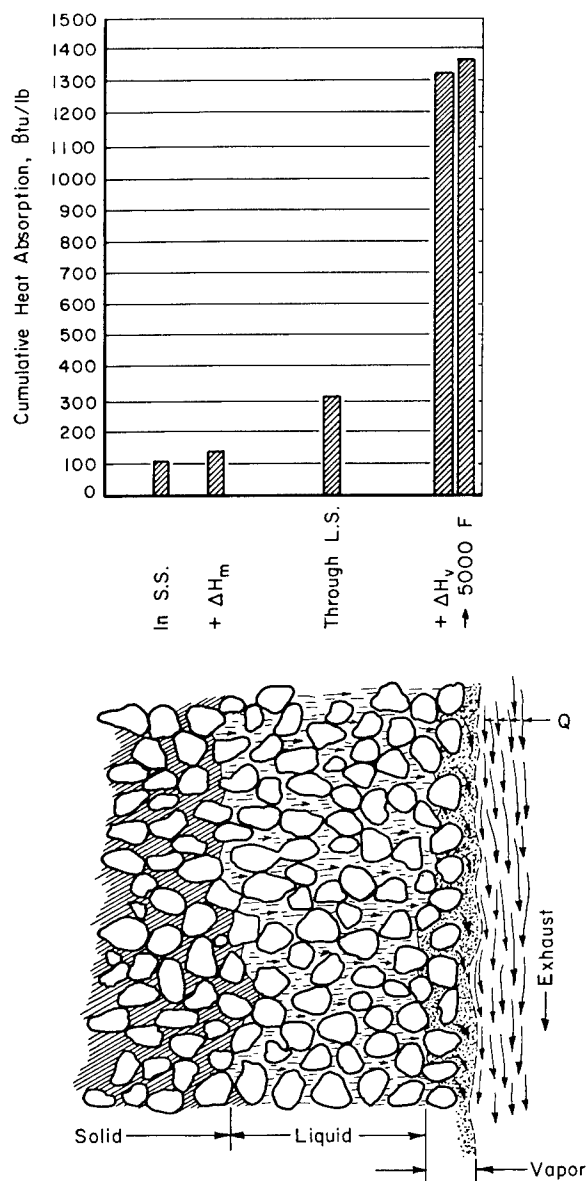 Cumulative Heat Absorption, Btu/lb
1500
1400
1300
1200
1100
1000
900
800
700
600
500
400
300
200
100
0
In S.S.
+ ΔHm
Through L.S.
+ ΔHv
→ 5000 F
Q
Exhaust
Solid
Liquid
Vapor